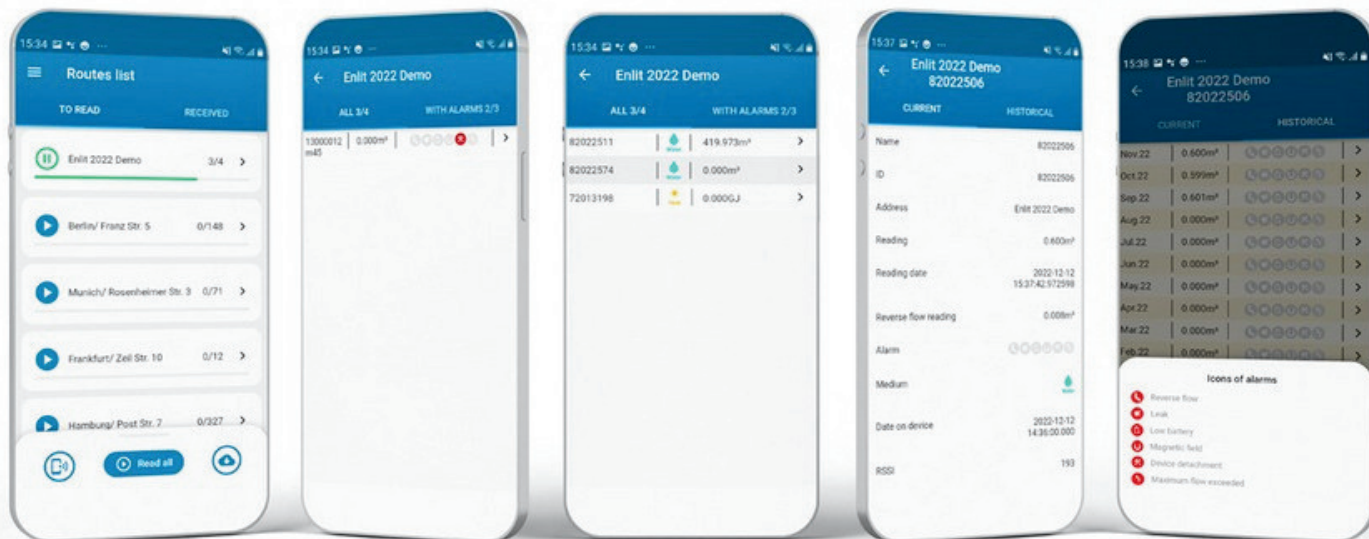 15:34
Routes list
TO READ
RECEIVED
Enlit 2022 Demo 3/4
Berlin/ Franz Str. 5 0/148
Munich/ Rosenheimer Str. 3 0/71
Frankfurt/ Zeil Str. 10 0/12
Hamburg/ Post Str. 7 0/327
Read all
15:34
Enlit 2022 Demo
ALL 3/4
WITH ALARMS 2/3
13000012 0.000m³
m45
15:34
Enlit 2022 Demo
ALL 3/4
WITH ALARMS 2/3
82022511 Water 419.973m³
82022574 Water 0.000m³
72013198 0.000GJ
15:37
Enlit 2022 Demo
82022506
CURRENT
HISTORICAL
Name 82022506
ID 82022506
Address Enlit 2022 Demo
Reading 0.600m³
Reading date 2022-12-12
15:37:42.972598
Reverse flow reading 0.008m³
Alarm
Medium Water
Date on device 2022-12-12
14:36:00.000
RSSI 193
15:38
Enlit 2022 Demo
82022506
CURRENT
HISTORICAL
Nov.22 0.600m³
Oct.22 0.599m³
Sep.22 0.601m³
Aug.22 0.000m³
Jul.22 0.000m³
Jun.22 0.000m³
May.22 0.000m³
Apr.22 0.000m³
Mar.22 0.000m³
Feb.22 0.000m³
Icons of alarms
Reverse flow
Leak
Low battery
Magnetic field
Device detachment
Maximum flow exceeded